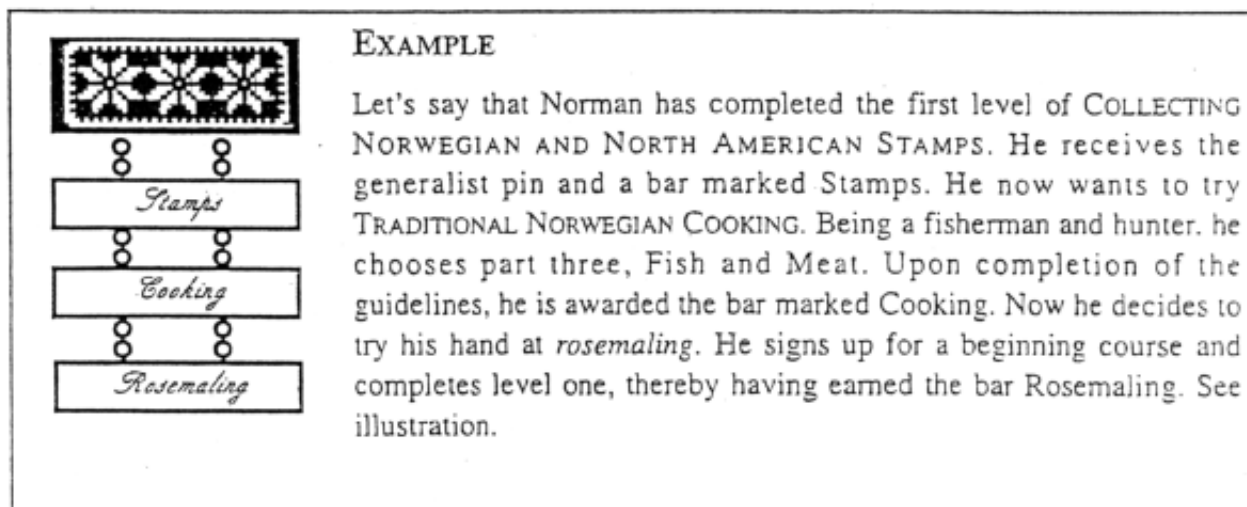 EXAMPLE
Let's say that Norman has completed the first level of COLLECTING
NORWEGIAN AND NORTH AMERICAN STAMPS. He receives the
generalist pin and a bar marked Stamps. He now wants to try
TRADITIONAL NORWEGIAN COOKING. Being a fisherman and hunter. he
chooses part three, Fish and Meat. Upon completion of the
guidelines, he is awarded the bar marked Cooking. Now he decides to
try his hand at rosemaling. He signs up for a beginning course and
completes level one, thereby having earned the bar Rosemaling. See
illustration.
Stamps
Cooking
Rosemaling